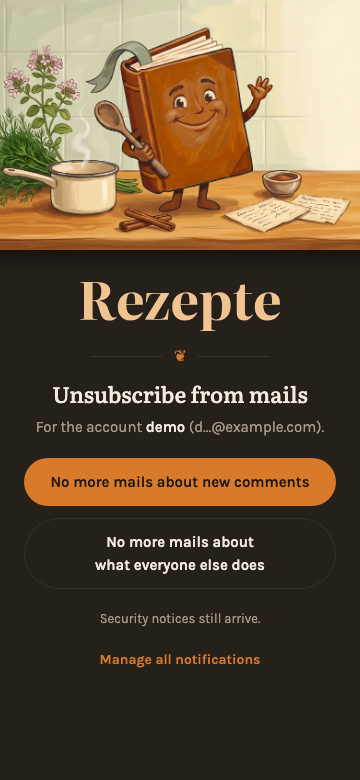 Rezepte
Unsubscribe from mails
For the account demo (d...@example.com).
No more mails about new comments
No more mails about
what everyone else does
Security notices still arrive.
Manage all notifications